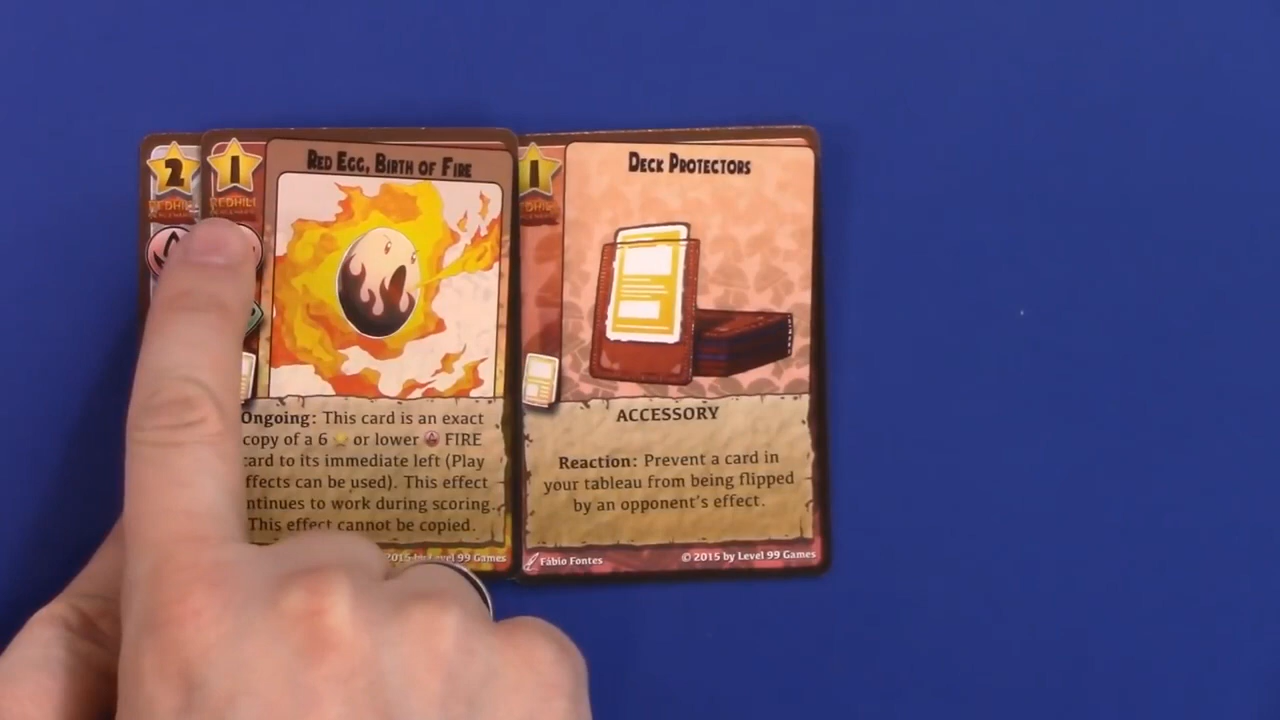 2
1
REDHILL
RED EGG, BIRTH OF FIRE
Ongoing: This card is an exact
copy of a 6 or lower FIRE
card to its immediate left (Play
effects can be used). This effect
continues to work during scoring.
This effect cannot be copied.
2015 by Level 99 Games
1
DECK PROTECTORS
ACCESSORY
Reaction: Prevent a card in
your tableau from being flipped
by an opponent's effect.
Fábio Fontes
© 2015 by Level 99 Games